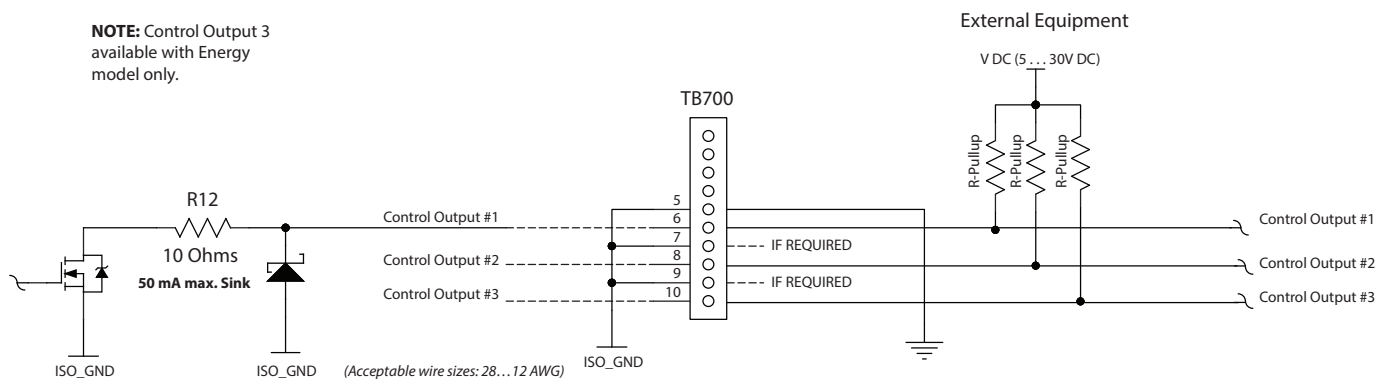 NOTE: Control Output 3
available with Energy
model only.
External Equipment
V DC (5 . . . 30V DC)
TB700
R-Pullup
R-Pullup
R-Pullup
R12
10 Ohms
50 mA max. Sink
Control Output #1
Control Output #2
Control Output #3
5
6
7
8
9
10
IF REQUIRED
IF REQUIRED
Control Output #1
Control Output #2
Control Output #3
ISO_GND
ISO_GND
(Acceptable wire sizes: 28…12 AWG)
ISO_GND